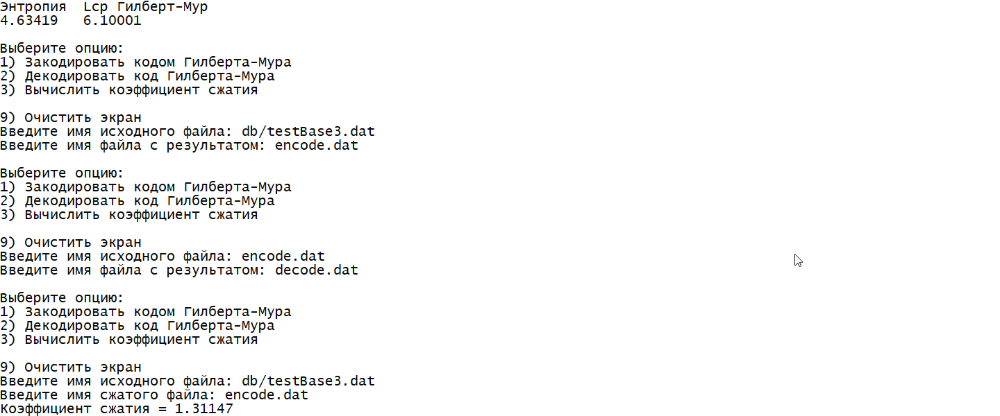 Энтропия  Lcp Гилберт-Мур
4.63419   6.10001
Выберите опцию:
1) Закодировать кодом Гилберта-Мура
2) Декодировать код Гилберта-Мура
3) Вычислить коэффициент сжатия
9) Очистить экран
Введите имя исходного файла: db/testBase3.dat
Введите имя файла с результатом: encode.dat
Выберите опцию:
1) Закодировать кодом Гилберта-Мура
2) Декодировать код Гилберта-Мура
3) Вычислить коэффициент сжатия
9) Очистить экран
Введите имя исходного файла: encode.dat
Введите имя файла с результатом: decode.dat
Выберите опцию:
1) Закодировать кодом Гилберта-Мура
2) Декодировать код Гилберта-Мура
3) Вычислить коэффициент сжатия
9) Очистить экран
Введите имя исходного файла: db/testBase3.dat
Введите имя сжатого файла: encode.dat
Коэффициент сжатия = 1.31147